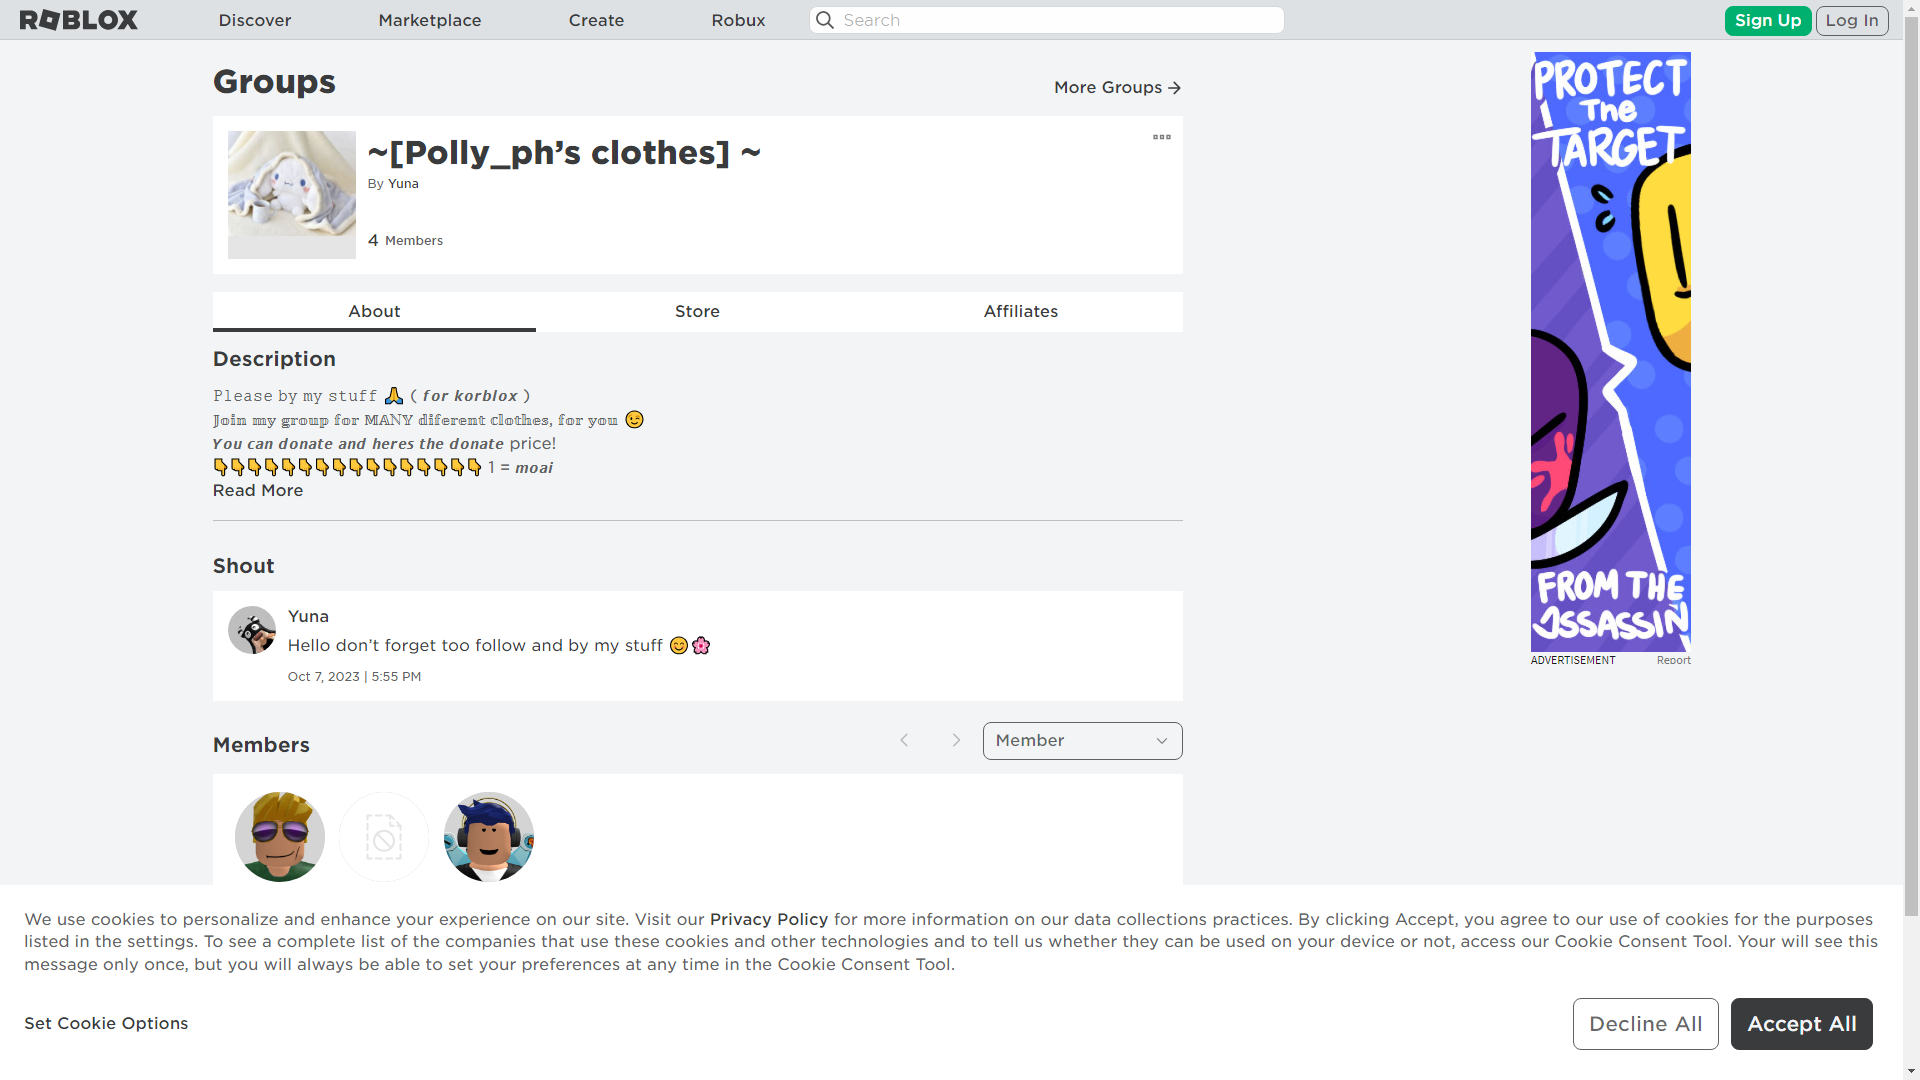 ROBLOX
Discover
Marketplace
Create
Robux
Search
Sign Up
Log In
Groups
More Groups
~[Polly_ph’s clothes] ~
By Yuna
4 Members
About
Store
Affiliates
Description
𝙿𝚕𝚎𝚊𝚜𝚎 𝚋𝚢 𝚖𝚢 𝚜𝚝𝚞𝚏𝚏 🙏 ( 𝙛𝙤𝙧 𝙠𝙤𝙧𝙗𝙡𝙤𝙭 )
𝕁𝕠𝕚𝕟 𝕞𝕪 𝕘𝕣𝕠𝕦𝕡 𝕗𝕠𝕣 𝕄𝔸ℕ𝕐 𝕕𝕚𝕗𝕖𝕣𝕖𝕟𝕥 𝕔𝕝𝕠𝕥𝕙𝕖𝕤, 𝕗𝕠𝕣 𝕪𝕠𝕦 😉
𝙔𝙤𝙪 𝙘𝙖𝙣 𝙙𝙤𝙣𝙖𝙩𝙚 𝙖𝙣𝙙 𝙝𝙚𝙧𝙚𝙨 𝙩𝙝𝙚 𝙙𝙤𝙣𝙖𝙩𝙚 price!
👇👇👇👇👇👇👇👇👇👇👇👇👇👇👇👇 1 = 𝙢𝙤𝙖𝙞
Read More
Shout
Yuna
Hello don’t forget too follow and by my stuff 😊🌸
Oct 7, 2023 | 5:55 PM
Members
Member
PROTECT
The
TARGET
FROM THE
ASSASSIN
ADVERTISEMENT
Report
We use cookies to personalize and enhance your experience on our site. Visit our Privacy Policy for more information on our data collections practices. By clicking Accept, you agree to our use of cookies for the purposes
listed in the settings. To see a complete list of the companies that use these cookies and other technologies and to tell us whether they can be used on your device or not, access our Cookie Consent Tool. Your will see this
message only once, but you will always be able to set your preferences at any time in the Cookie Consent Tool.
Set Cookie Options
Decline All
Accept All